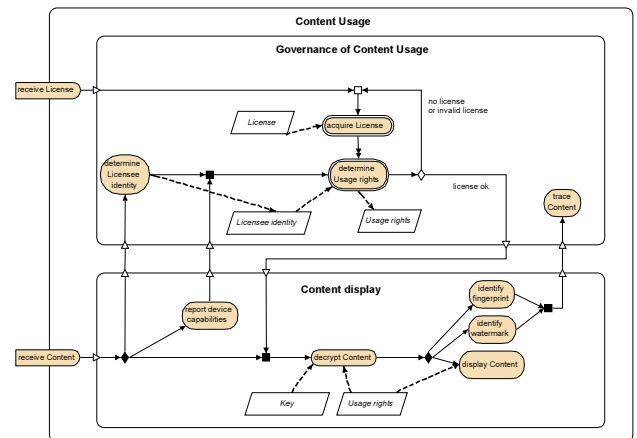 Content Usage
Governance of Content Usage
receive License
no license
or invalid license
License
acquire License
determine
Licensee
identity
determine
Usage rights
license ok
trace
Content
Licensee identity
Usage rights
Content display
identify
fingerprint
report device
capabilities
identify
watermark
receive Content
decrypt Content
display Content
Key
Usage rights